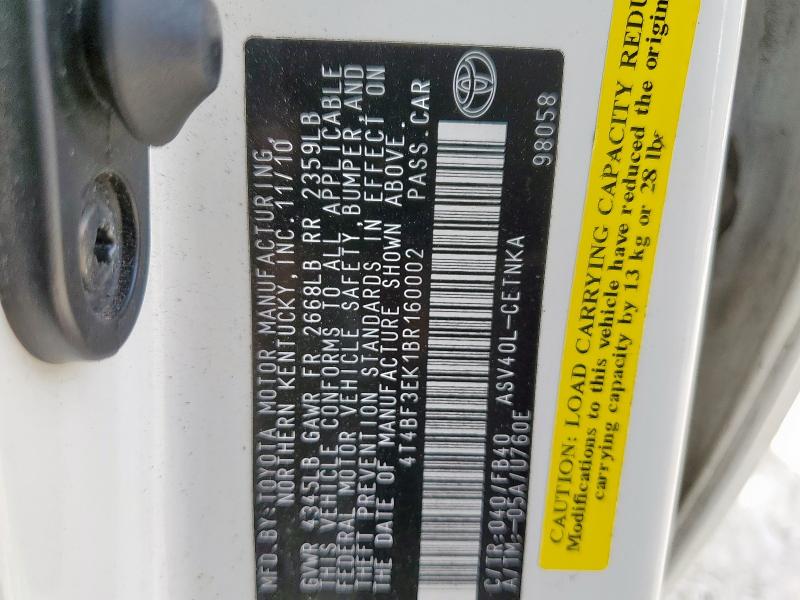 MFD.BY:TOYOTA MOTOR MANUFACTURING
NORTHERN KENTUCKY, INC. 11/10
GVWR 4345LB GAWR FR 2668LB RR 2359LB
THIS VEHICLE CONFORMS TO ALL APPLICABLE
FEDERAL MOTOR VEHICLE SAFETY, BUMPER, AND
THEFT PREVENTION STANDARDS IN EFFECT ON
THE DATE OF MANUFACTURE SHOWN ABOVE.
4T4BF3EK1BR160002 PASS.CAR
C/TR:040/FB40 ASV40L-CETNKA
A/TM:-05A/U760E 98058
CAUTION: LOAD CARRYING CAPACITY REDU
Modifications to this vehicle have reduced the origin
carrying capacity by 13 kg or 28 lbs